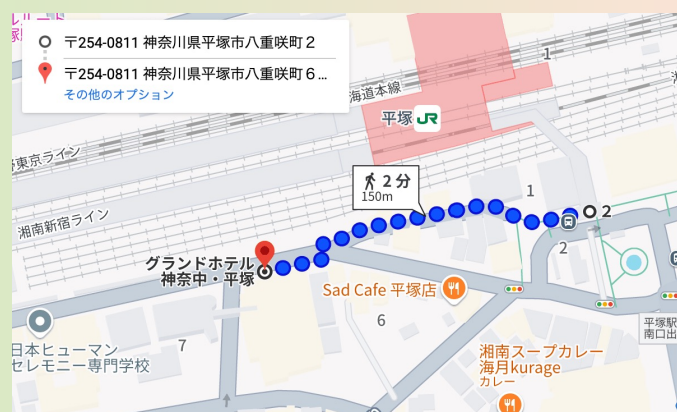 〒254-0811 神奈川県平塚市八重咲町２
〒254-0811 神奈川県平塚市八重咲町６...
その他のオプション
1
海道本線
平塚 JR
東京ライン
2 分
150m
1
2
湘南新宿ライン
2
グランドホテル
神奈中・平塚
Sad Cafe 平塚店
6
平塚駅
南口出
日本ヒューマン
セレモニー専門学校
7
湘南スープカレー
海月kurage
カレー